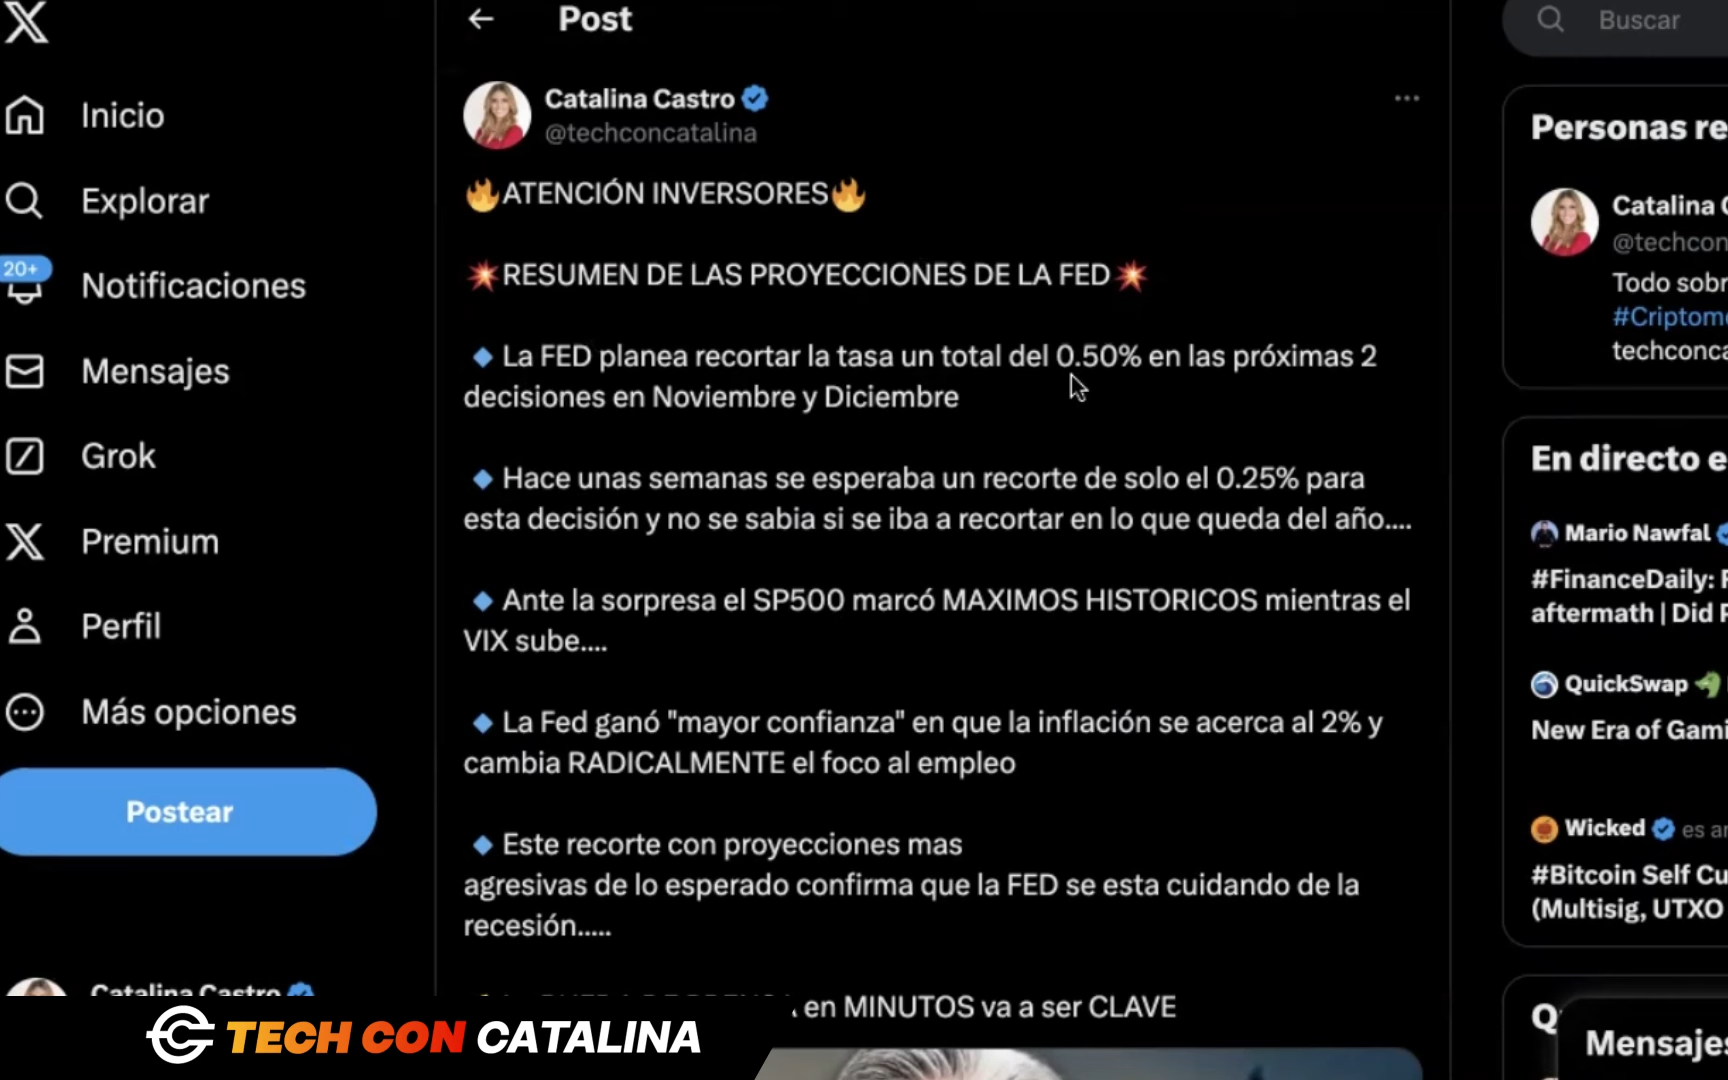 Post
Buscar
Inicio
Explorar
20+
Notificaciones
Mensajes
Grok
Premium
Perfil
Más opciones
Postear
Catalina Castro
Catalina Castro
@techconcatalina
🔥ATENCIÓN INVERSORES🔥
💥RESUMEN DE LAS PROYECCIONES DE LA FED💥
🔹La FED planea recortar la tasa un total del 0.50% en las próximas 2
decisiones en Noviembre y Diciembre
🔹Hace unas semanas se esperaba un recorte de solo el 0.25% para
esta decisión y no se sabia si se iba a recortar en lo que queda del año....
🔹Ante la sorpresa el SP500 marcó MAXIMOS HISTORICOS mientras el
VIX sube....
🔹La Fed ganó "mayor confianza" en que la inflación se acerca al 2% y
cambia RADICALMENTE el foco al empleo
🔹Este recorte con proyecciones mas
agresivas de lo esperado confirma que la FED se esta cuidando de la
recesión.....
en MINUTOS va a ser CLAVE
TECH CON CATALINA
Personas re
Catalina C
@techcon
Todo sobr
#Criptom
techconca
En directo e
Mario Nawfal
#FinanceDaily: F
aftermath | Did
QuickSwap
New Era of Gami
Wicked es
#Bitcoin Self Cu
(Multisig, UTXO
Mensajes